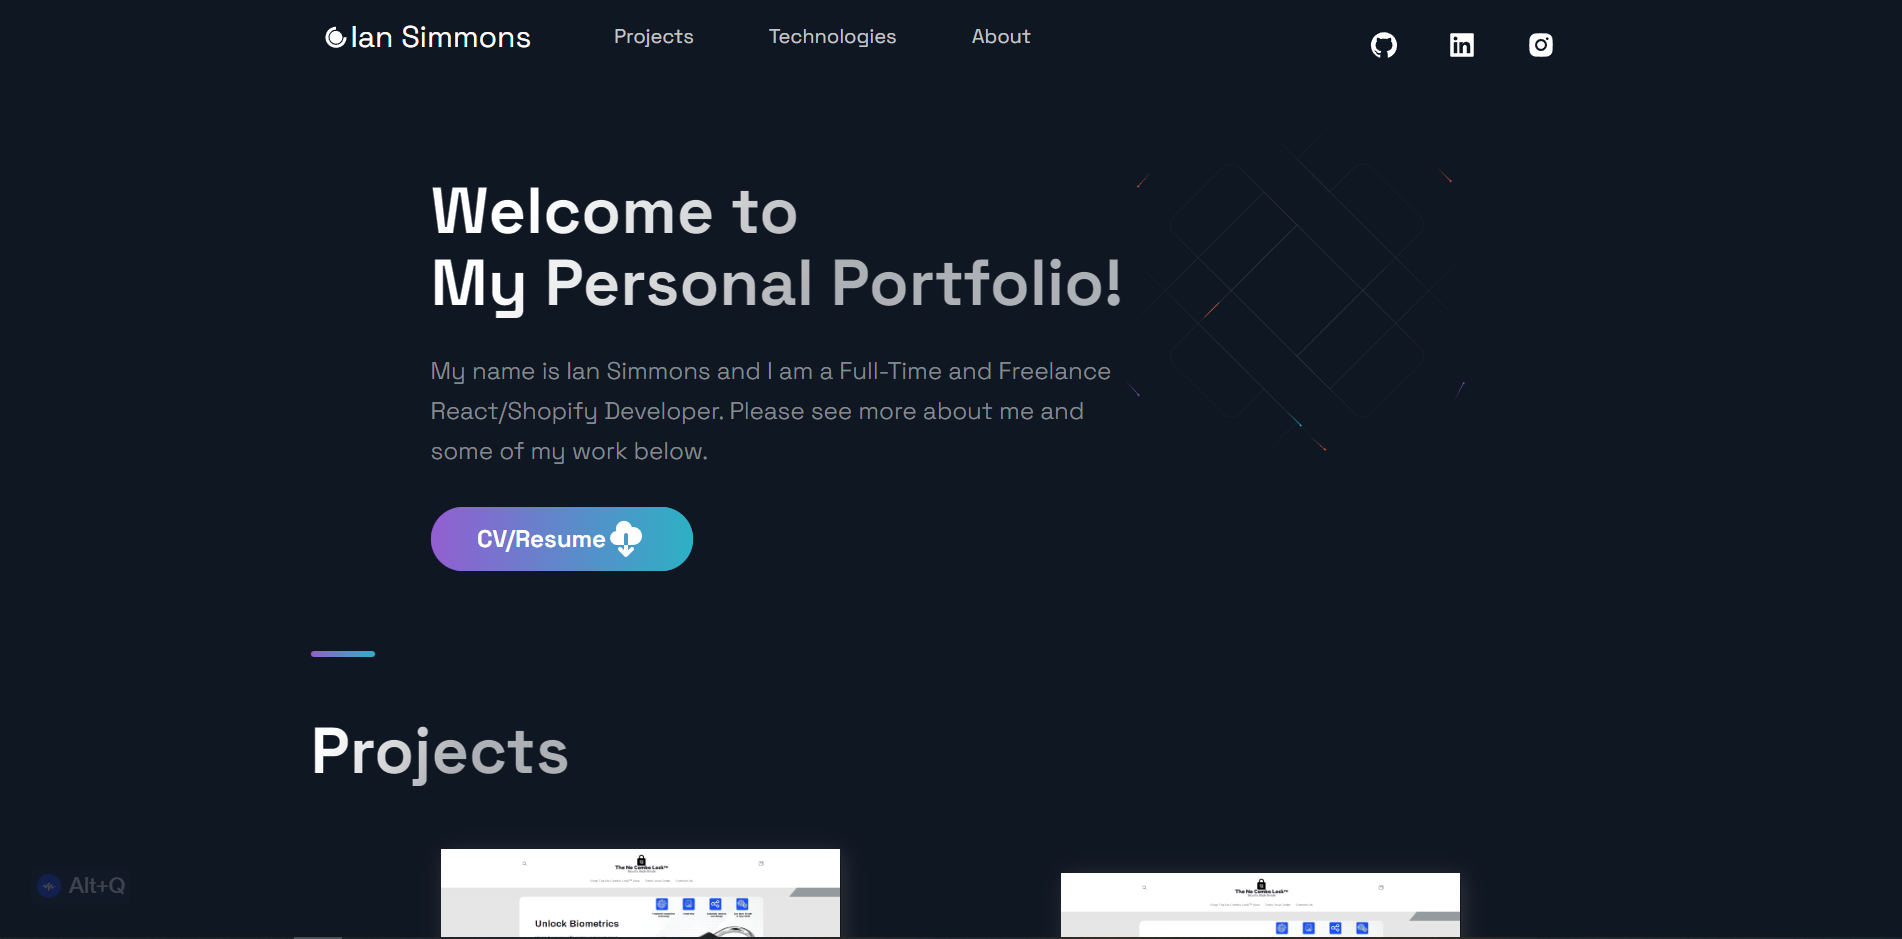 Ian Simmons
Projects
Technologies
About
Welcome to
My Personal Portfolio!
My name is Ian Simmons and I am a Full-Time and Freelance
React/Shopify Developer. Please see more about me and
some of my work below.
CV/Resume
Projects
The No Combo Lock™
Unlock Biometrics
The No Combo Lock™
Alt+Q